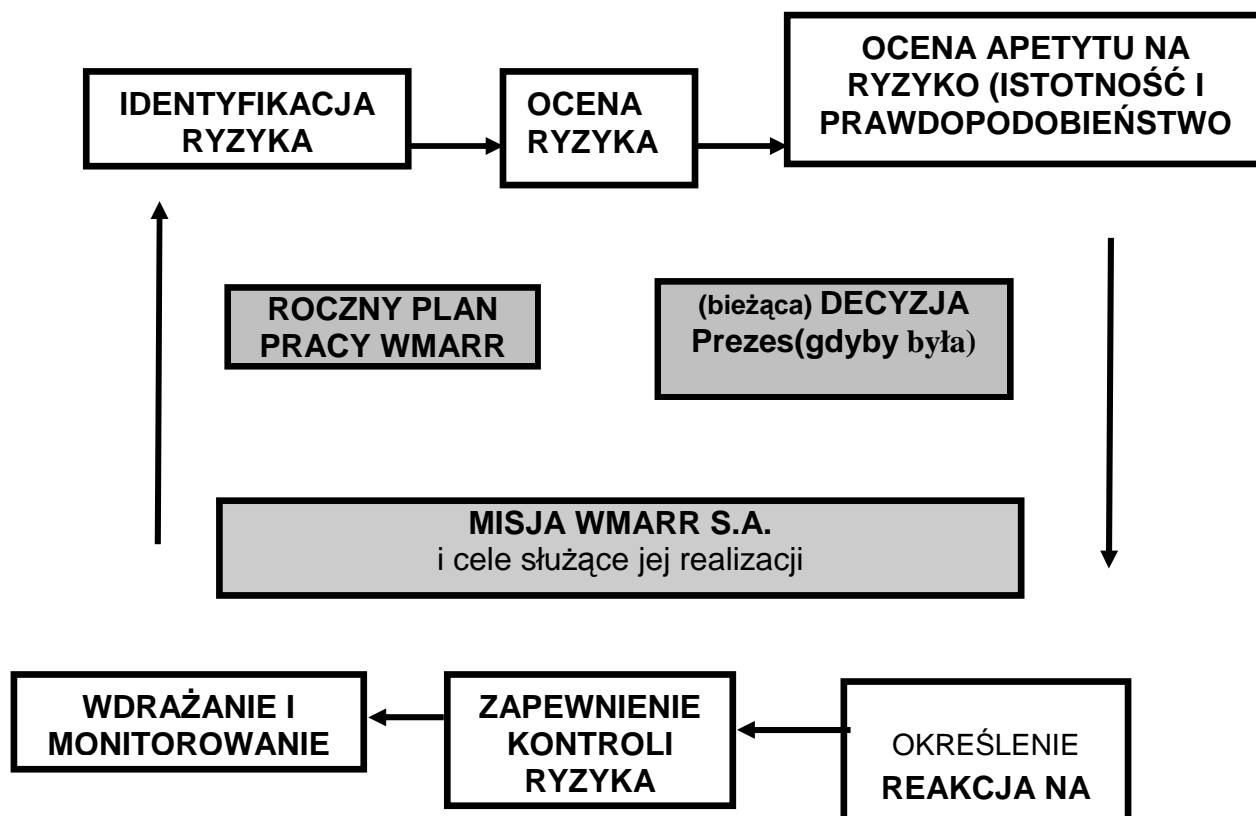 IDENTYFIKACJA
RYZYKA
OCENA
RYZYKA
OCENA APETYTU NA
RYZYKO (ISTOTNOŚĆ I
PRAWDOPODOBIEŃSTWO
ROCZNY PLAN
PRACY WMARR
(bieżąca) DECYZJA
Prezes(gdyby była)
MISJA WMARR S.A.
i cele służące jej realizacji
WDRAŻANIE I
MONITOROWANIE
ZAPEWNIENIE
KONTROLI
RYZYKA
OKREŚLENIE
REAKCJA NA